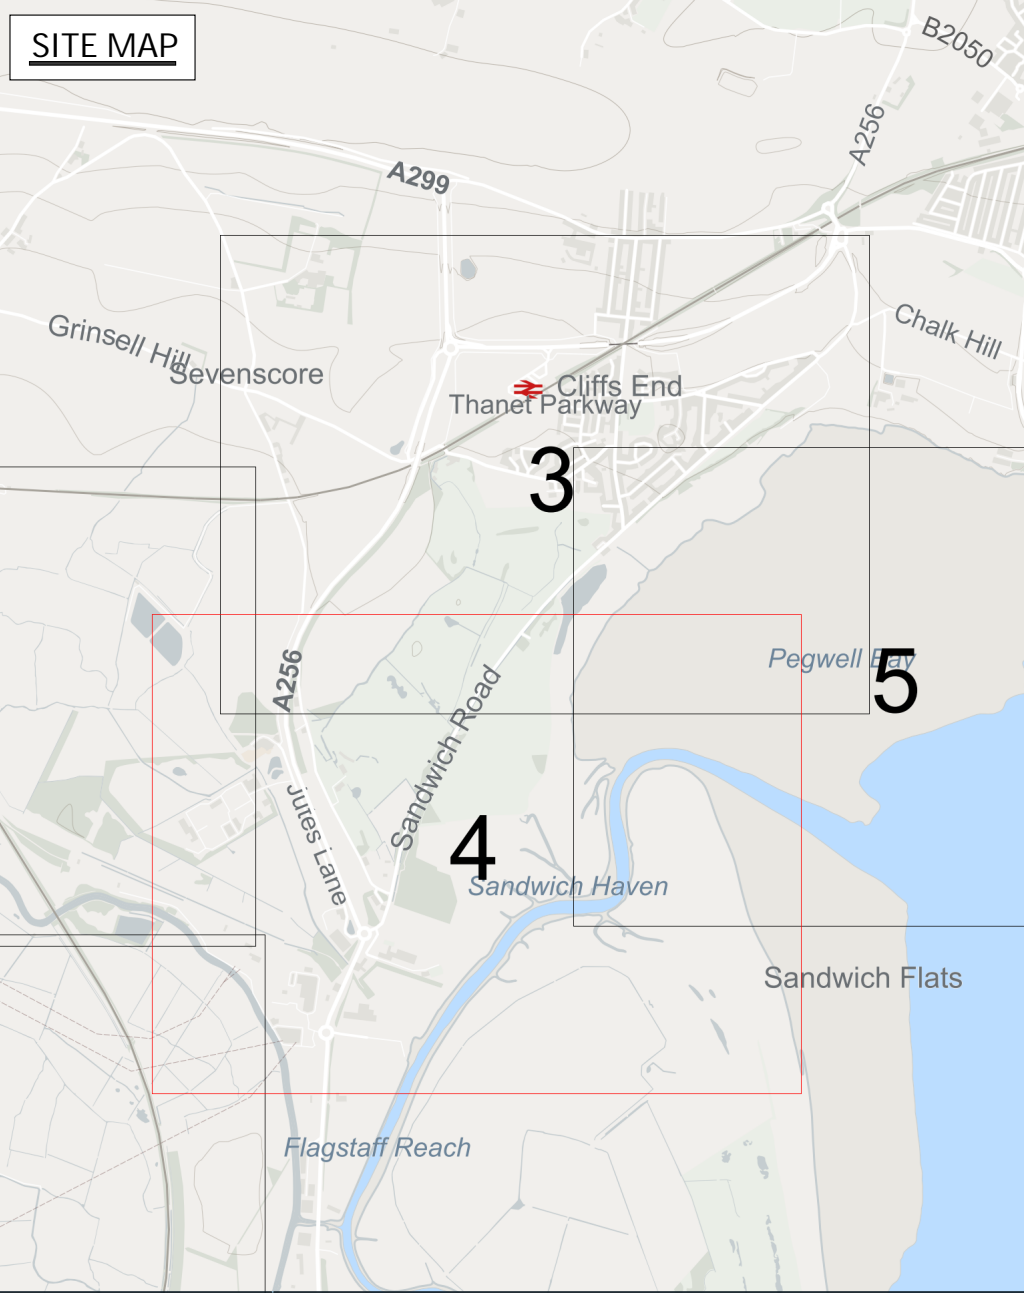 SITE MAP
B2050
A256
A299
Chalk Hill
Grinsell Hill
Sevenscore
Cliffs End
Thanet Parkway
3
Pegwell Bay
5
A256
Sandwich Road
Jutes Lane
4
Sandwich Haven
Sandwich Flats
Flagstaff Reach